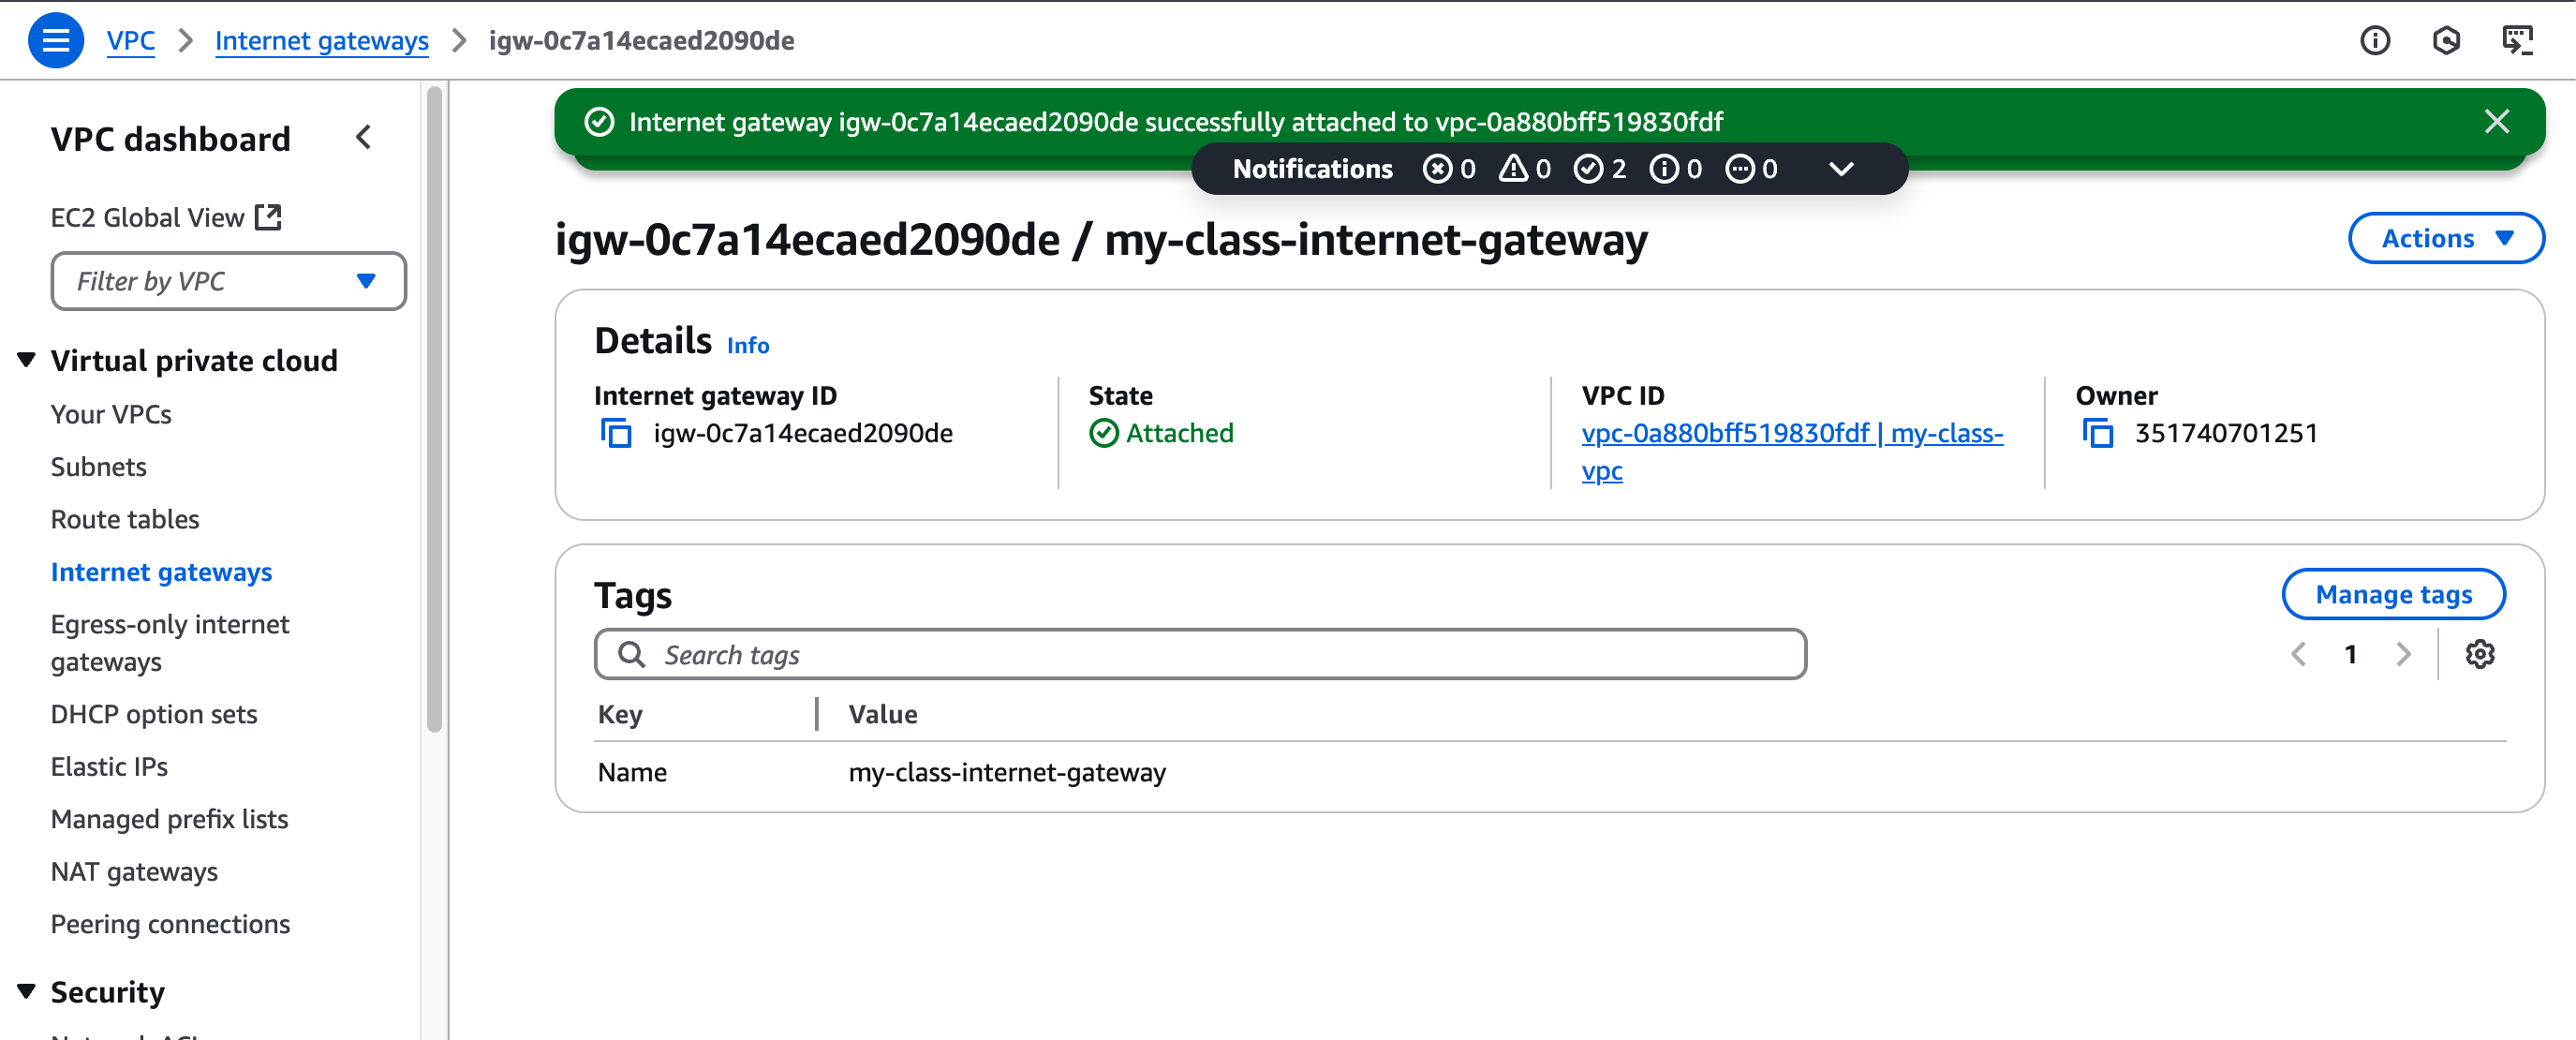 VPC > Internet gateways > igw-0c7a14ecaed2090de
VPC dashboard
EC2 Global View
Filter by VPC
Virtual private cloud
Your VPCs
Subnets
Route tables
Internet gateways
Egress-only internet
gateways
DHCP option sets
Elastic IPs
Managed prefix lists
NAT gateways
Peering connections
Security
Internet gateway igw-0c7a14ecaed2090de successfully attached to vpc-0a880bff519830fdf
Notifications 0 0 2 0 0
igw-0c7a14ecaed2090de / my-class-internet-gateway
Actions
Details Info
Internet gateway ID
igw-0c7a14ecaed2090de
State
Attached
VPC ID
vpc-0a880bff519830fdf | my-class-
vpc
Owner
351740701251
Tags
Manage tags
Search tags
1
Key Value
Name my-class-internet-gateway